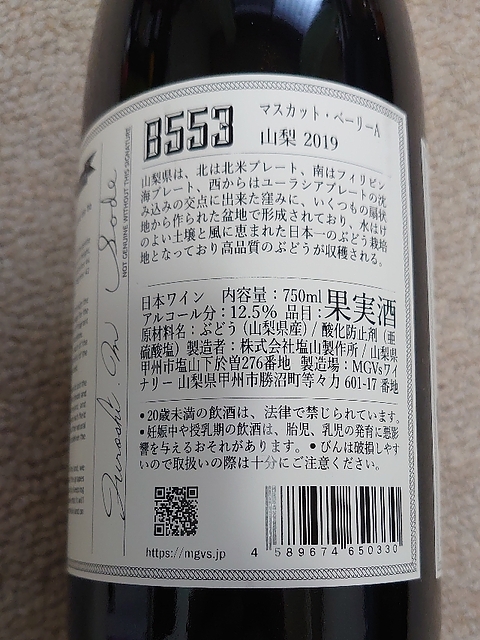 B553
マスカット・ベーリーA
山梨 2019
山梨県は、北は北米プレート、南はフィリピン
海プレート、西からはユーラシアプレートの沈
み込みの交点に出来た窪みに、いくつもの扇状
地から作られた盆地で形成されており、水はけ
のよい土壌と風に恵まれた日本一のぶどう栽培
地となっており高品質のぶどうが収穫される。
日本ワイン 内容量：750ml 果実酒
アルコール分：12.5% 品目：
原材料名：ぶどう（山梨県産）/ 酸化防止剤（亜
硫酸塩）製造者：株式会社塩山製作所 / 山梨県
甲州市塩山下於曽276番地 製造場：MGVsワイ
ナリー 山梨県甲州市勝沼町等々力 601-17 番地
•20歳未満の飲酒は、法律で禁じられています。
•妊娠中や授乳期の飲酒は、胎児、乳児の発育に悪影
響を与えるおそれがあります。•びんは破損しやす
いので取扱いの際は十分にご注意ください。
https://mgvs.jp
4 589674 650330
NOT GENUINE WITHOUT THIS SIGNATURE